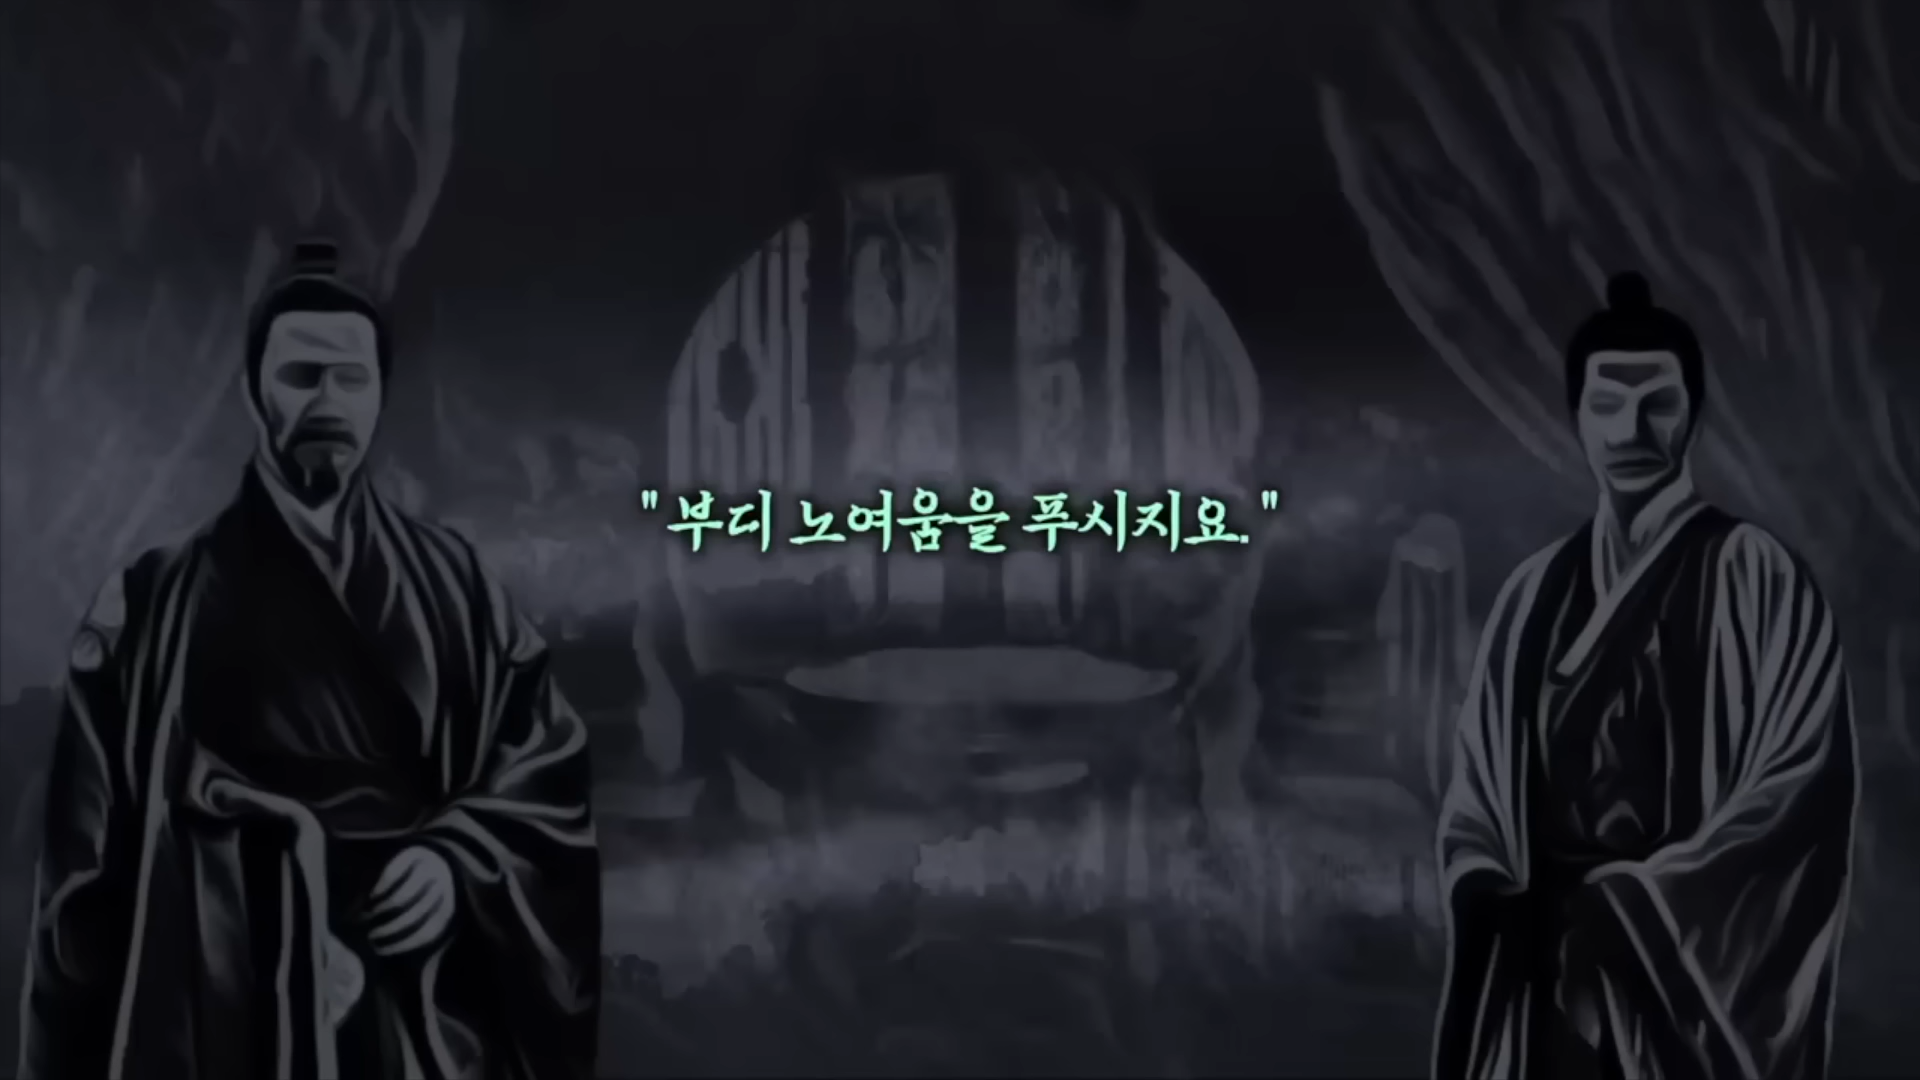 " 부디 노여움을 푸시지요. "